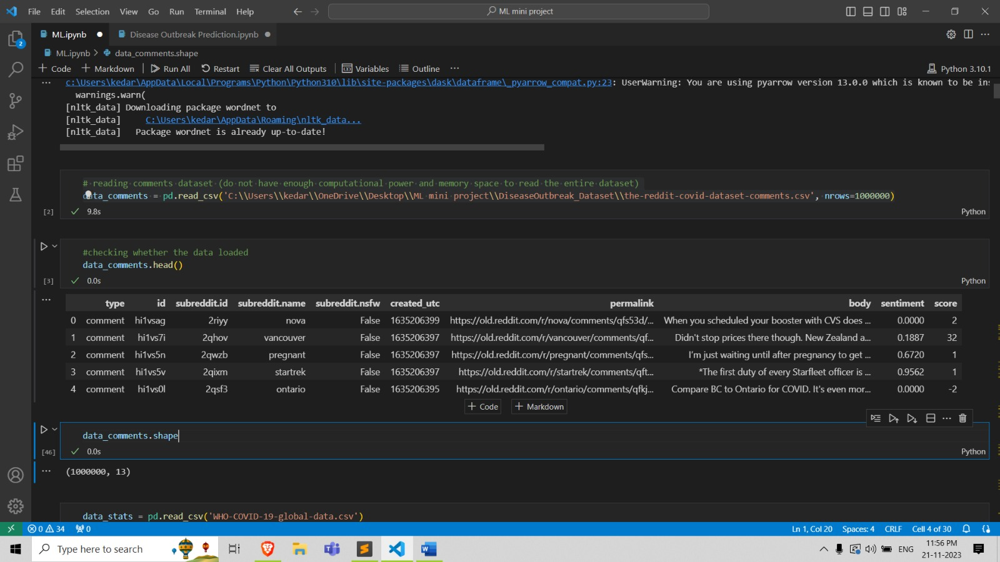 File Edit Selection View Go Run Terminal Help ML mini project
ML.ipynb Disease Outbreak Prediction.ipynb
2
ML.ipynb > data_comments.shape
+ Code + Markdown Run All Restart Clear All Outputs Variables Outline ... Python 3.10.1
... c:\Users\kedar\AppData\Local\Programs\Python\Python310\lib\site-packages\dask\dataframe\_pyarrow_compat.py:23: UserWarning: You are using pyarrow version 13.0.0 which is known to be ins
warnings.warn(
[nltk_data] Downloading package wordnet to
[nltk_data] C:\Users\kedar\AppData\Roaming\nltk_data...
[nltk_data] Package wordnet is already up-to-date!
# reading comments dataset (do not have enough computational power and memory space to read the entire dataset)
data_comments = pd.read_csv('C:\\Users\\kedar\\OneDrive\\Desktop\\ML mini project\\DiseaseOutbreak_Dataset\\the-reddit-covid-dataset-comments.csv', nrows=1000000)
[2] 9.8s Python
#checking whether the data loaded
data_comments.head()
[3] 0.0s Python
... type id subreddit.id subreddit.name subreddit.nsfw created_utc permalink body sentiment score
0 comment hi1vsag 2riyy nova False 1635206399 https://old.reddit.com/r/nova/comments/qfs53d/... When you scheduled your booster with CVS does ... 0.0000 2
1 comment hi1vs7i 2qhov vancouver False 1635206397 https://old.reddit.com/r/vancouver/comments/qf... Didn't stop prices there though. New Zealand a... 0.1887 32
2 comment hi1vs5n 2qwzb pregnant False 1635206397 https://old.reddit.com/r/pregnant/comments/qfs... I'm just waiting until after pregnancy to get ... 0.6720 1
3 comment hi1vs5v 2qixm startrek False 1635206397 https://old.reddit.com/r/startrek/comments/qft... *The first duty of every Starfleet officer is ... 0.9562 1
4 comment hi1vs0l 2qsf3 ontario False 1635206395 https://old.reddit.com/r/ontario/comments/qfkj... Compare BC to Ontario for COVID. It's even mor... 0.0000 -2
+ Code + Markdown
data_comments.shape
[46] 0.0s Python
... (1000000, 13)
data_stats = pd.read_csv('WHO-COVID-19-global-data.csv')
0 34 0 Ln 1, Col 20 Spaces: 4 CRLF Cell 4 of 30
Type here to search ENG 11:56 PM
21-11-2023